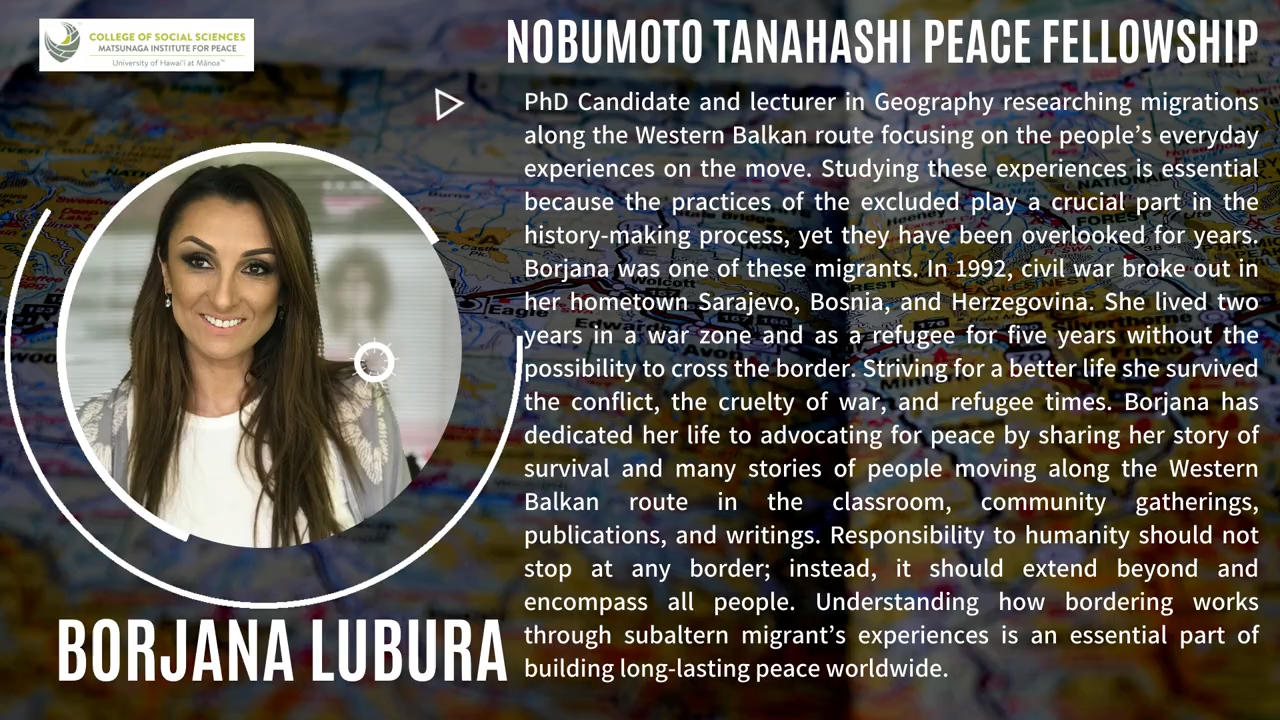 COLLEGE OF SOCIAL SCIENCES
MATSUNAGA INSTITUTE FOR PEACE
University of Hawai‘i at Mānoa™
NOBUMOTO TANAHASHI PEACE FELLOWSHIP
PhD Candidate and lecturer in Geography researching migrations
along the Western Balkan route focusing on the people’s everyday
experiences on the move. Studying these experiences is essential
because the practices of the excluded play a crucial part in the
history-making process, yet they have been overlooked for years.
Borjana was one of these migrants. In 1992, civil war broke out in
her hometown Sarajevo, Bosnia, and Herzegovina. She lived two
years in a war zone and as a refugee for five years without the
possibility to cross the border. Striving for a better life she survived
the conflict, the cruelty of war, and refugee times. Borjana has
dedicated her life to advocating for peace by sharing her story of
survival and many stories of people moving along the Western
Balkan route in the classroom, community gatherings,
publications, and writings. Responsibility to humanity should not
stop at any border; instead, it should extend beyond and
encompass all people. Understanding how bordering works
through subaltern migrant’s experiences is an essential part of
building long-lasting peace worldwide.
BORJANA LUBURA